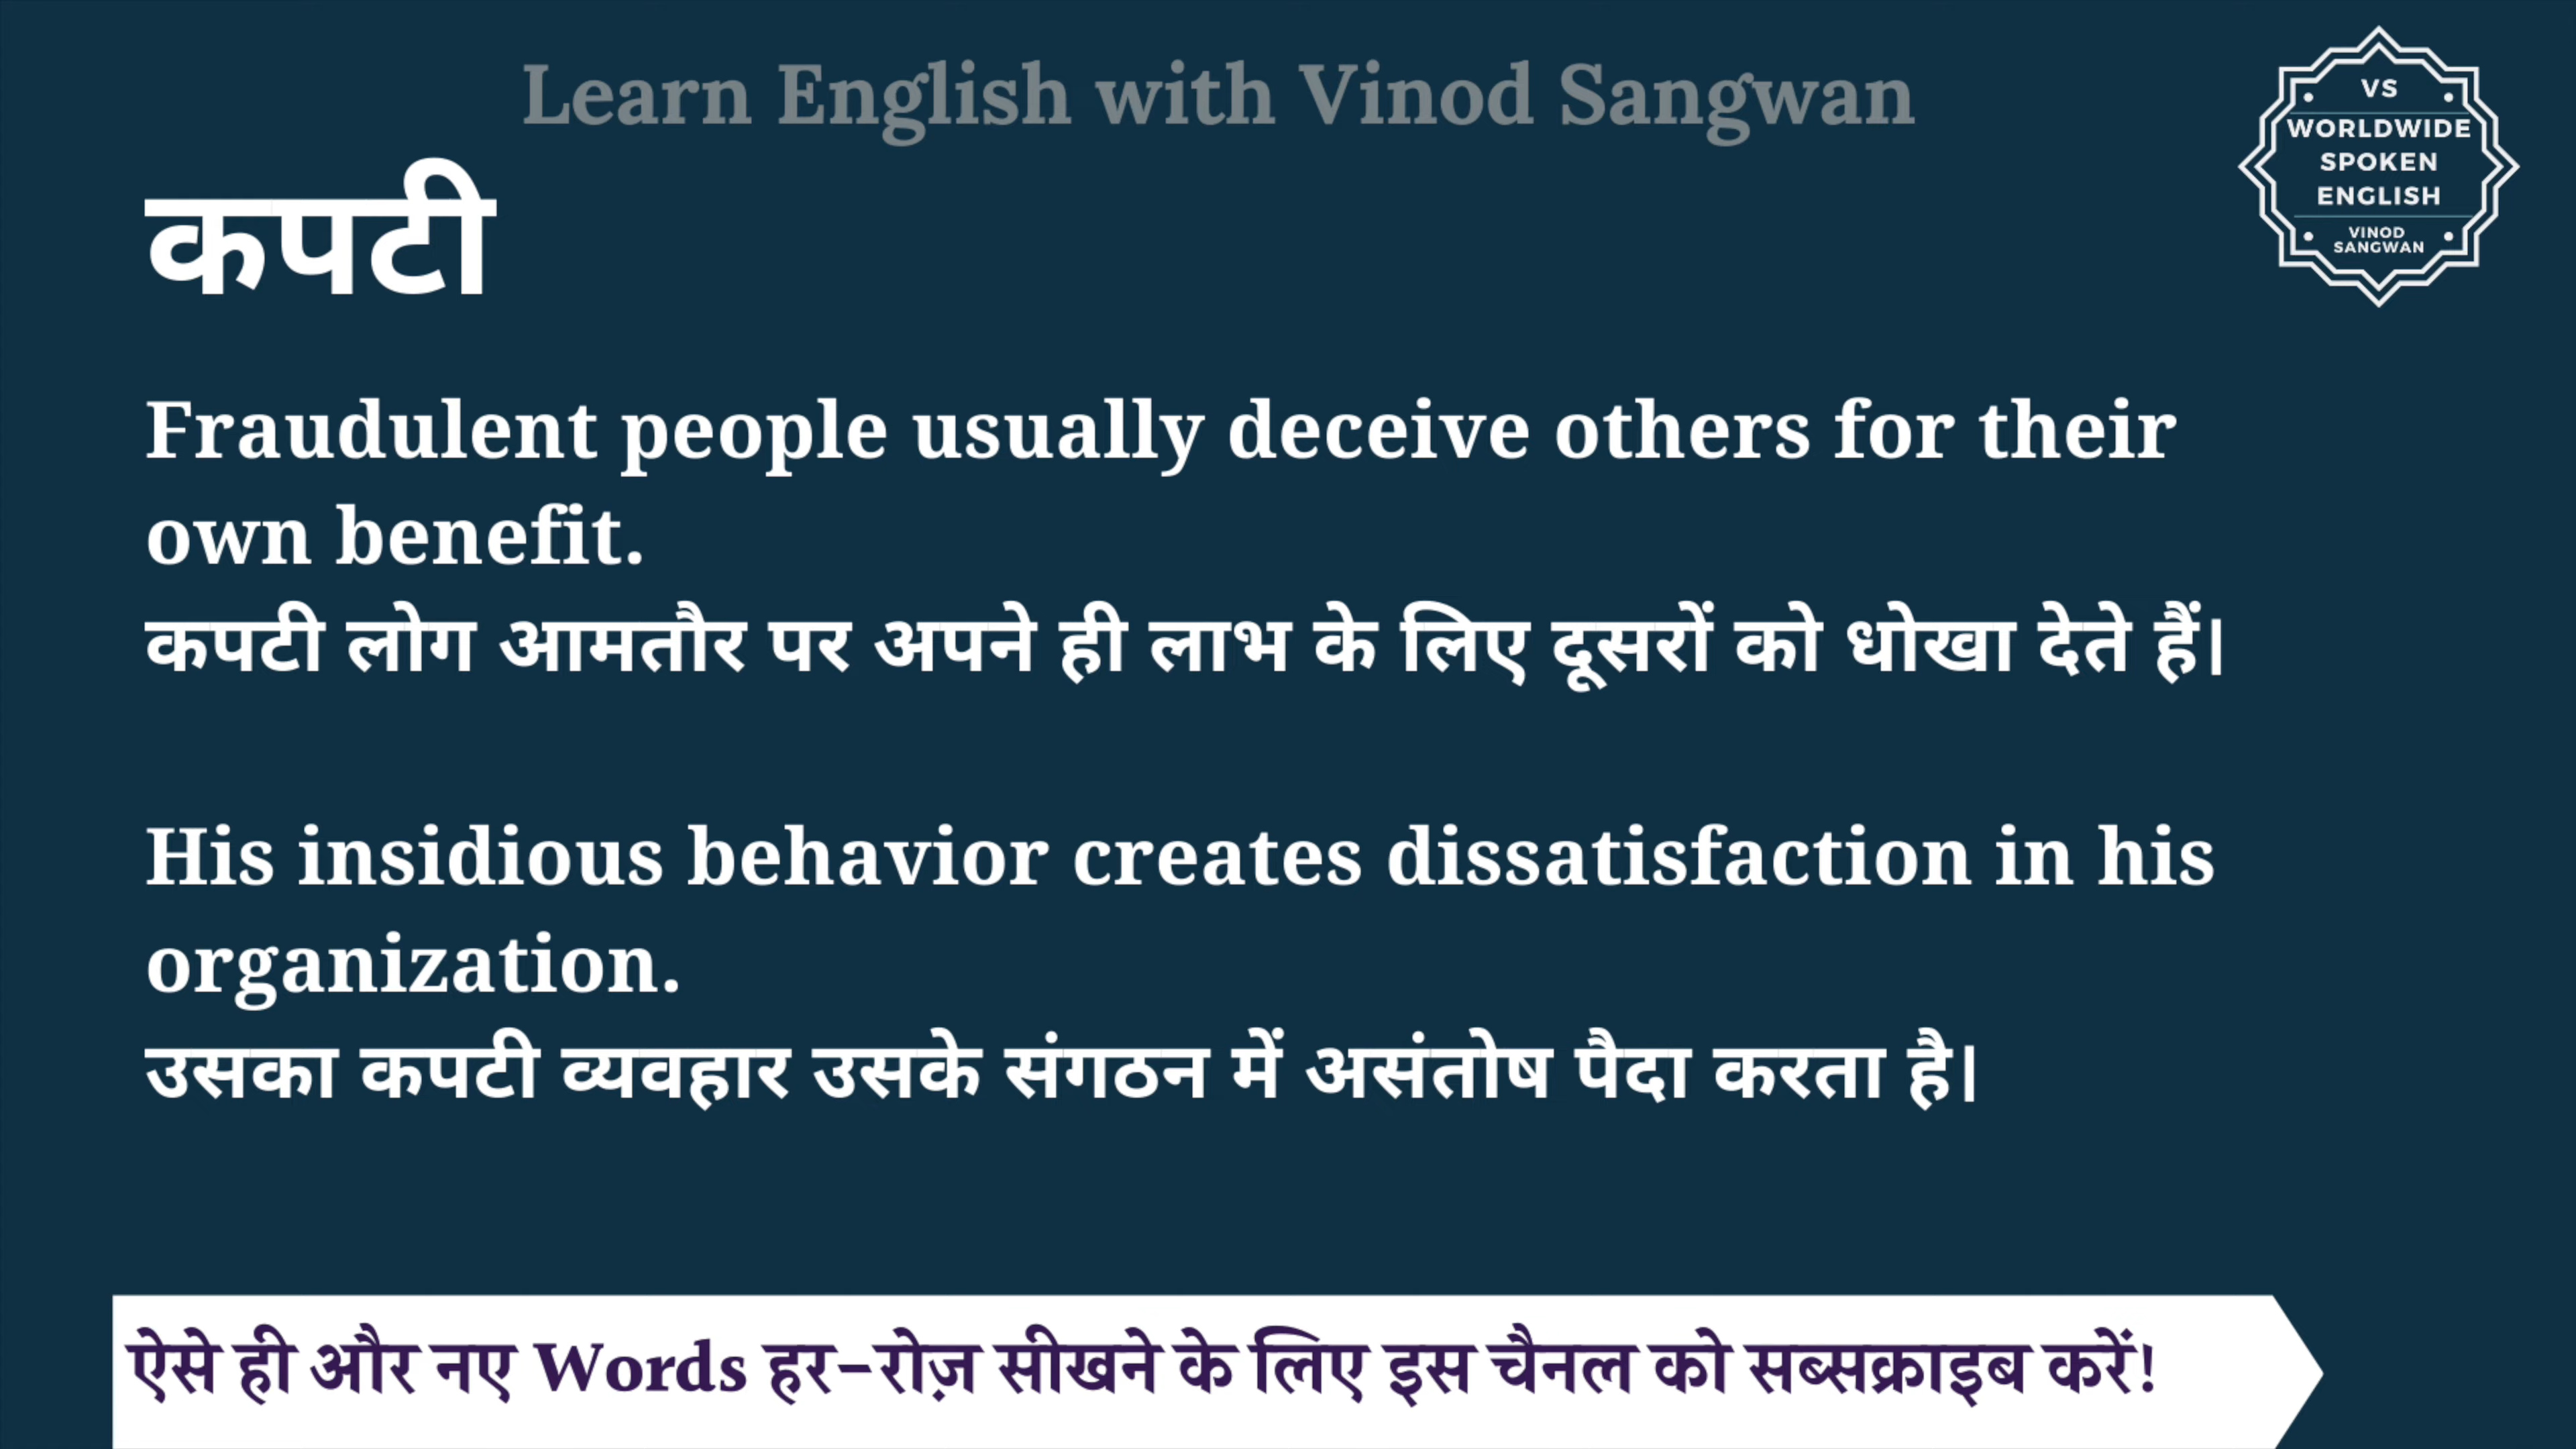 Learn English with Vinod Sangwan
VS
WORLDWIDE
SPOKEN
ENGLISH
VINOD
SANGWAN
कपटी
Fraudulent people usually deceive others for their
own benefit.
कपटी लोग आमतौर पर अपने ही लाभ के लिए दूसरों को धोखा देते हैं।
His insidious behavior creates dissatisfaction in his
organization.
उसका कपटी व्यवहार उसके संगठन में असंतोष पैदा करता है।
ऐसे ही और नए Words हर-रोज़ सीखने के लिए इस चैनल को सब्सक्राइब करें!